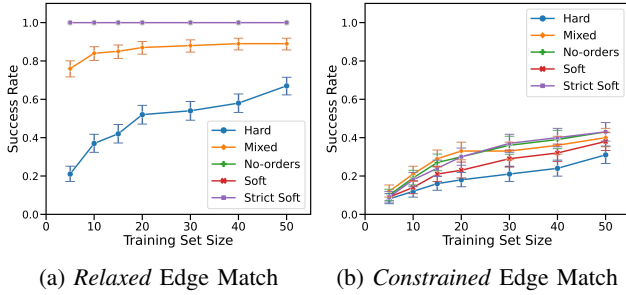 Success Rate
1.0
0.8
0.6
0.4
0.2
0.0
Hard
Mixed
No-orders
Soft
Strict Soft
0 10 20 30 40 50
Training Set Size
(a) Relaxed Edge Match
Success Rate
1.0
0.8
0.6
0.4
0.2
0.0
Hard
Mixed
No-orders
Soft
Strict Soft
0 10 20 30 40 50
Training Set Size
(b) Constrained Edge Match